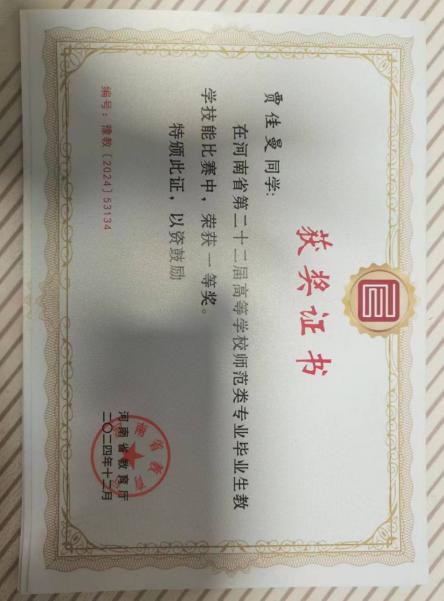 获奖证书
贾佳曼 同学:
在河南省第二十二届高等学校师范类专业毕业生教
学技能比赛中，荣获一等奖。
特颁此证，以资鼓励
河南省教育厅
二〇二四年十二月
编号：豫教〔2024〕53134